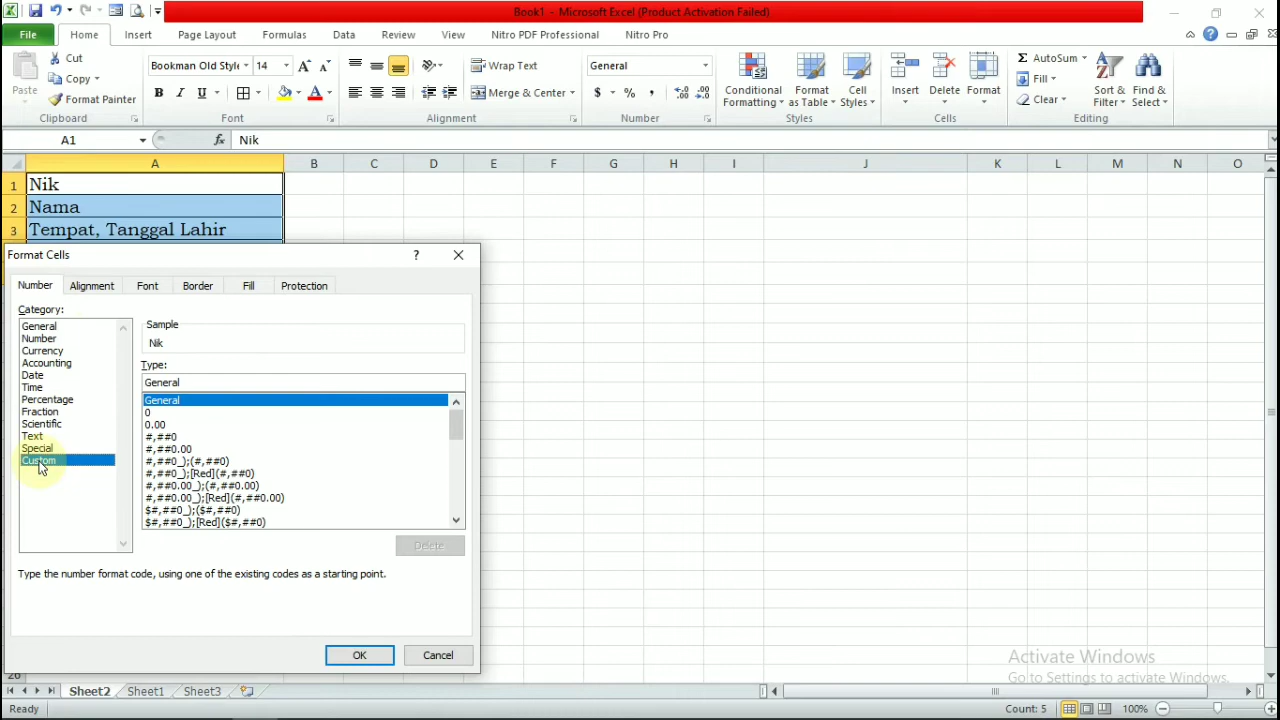 Book1 - Microsoft Excel (Product Activation Failed)
File Home Insert Page Layout Formulas Data Review View Nitro PDF Professional Nitro Pro
Paste
Cut
Copy
Format Painter
Clipboard
Bookman Old Style 14
B I U
Font
Wrap Text
Merge & Center
Alignment
General
$ % ,
Number
Conditional Formatting
Format as Table
Cell Styles
Styles
Insert
Delete
Format
Cells
Σ AutoSum
Fill
Clear
Sort & Filter
Find & Select
Editing
A1 fx Nik
A B C D E F G H I J K L M N O
1 Nik
2 Nama
3 Tempat, Tanggal Lahir
Format Cells ?
Number Alignment Font Border Fill Protection
Category:
General
Number
Currency
Accounting
Date
Time
Percentage
Fraction
Scientific
Text
Special
Custom
Sample
Nik
Type:
General
General
0
0.00
#,##0
#,##0.00
#,##0_);(#,##0)
#,##0_);[Red](#,##0)
#,##0.00_);(#,##0.00)
#,##0.00_);[Red](#,##0.00)
$#,##0_);($#,##0)
$#,##0_);[Red]($#,##0)
Delete
Type the number format code, using one of the existing codes as a starting point.
OK Cancel
Activate Windows
Go to Settings to activate Windows.
Sheet2 Sheet1 Sheet3
Ready Count: 5 100%